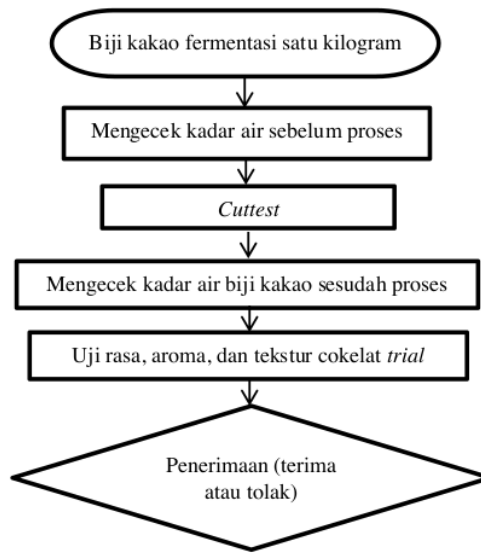 Biji kakao fermentasi satu kilogram
Mengecek kadar air sebelum proses
Cuttest
Mengecek kadar air biji kakao sesudah proses
Uji rasa, aroma, dan tekstur cokelat trial
Penerimaan (terima
atau tolak)